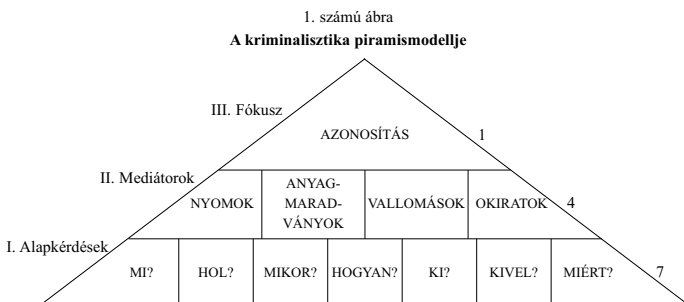 1. számú ábra
A kriminalisztika piramismodellje
III. Fókusz
AZONOSÍTÁS
1
II. Mediátorok
NYOMOK
ANYAG-
MARAD-
VÁNYOK
VALLOMÁSOK
OKIRATOK
4
I. Alapkérdések
MI?
HOL?
MIKOR?
HOGYAN?
KI?
KIVEL?
MIÉRT?
7